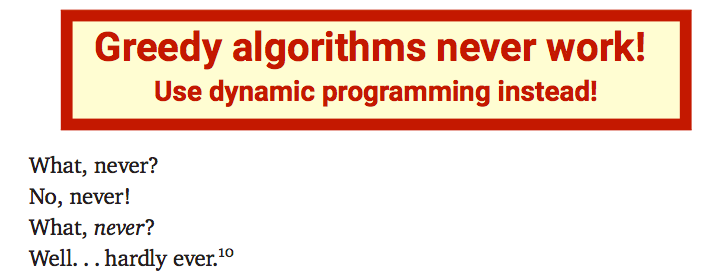 Greedy algorithms never work!
Use dynamic programming instead!
What, never?
No, never!
What, never?
Well. . . hardly ever.¹⁰